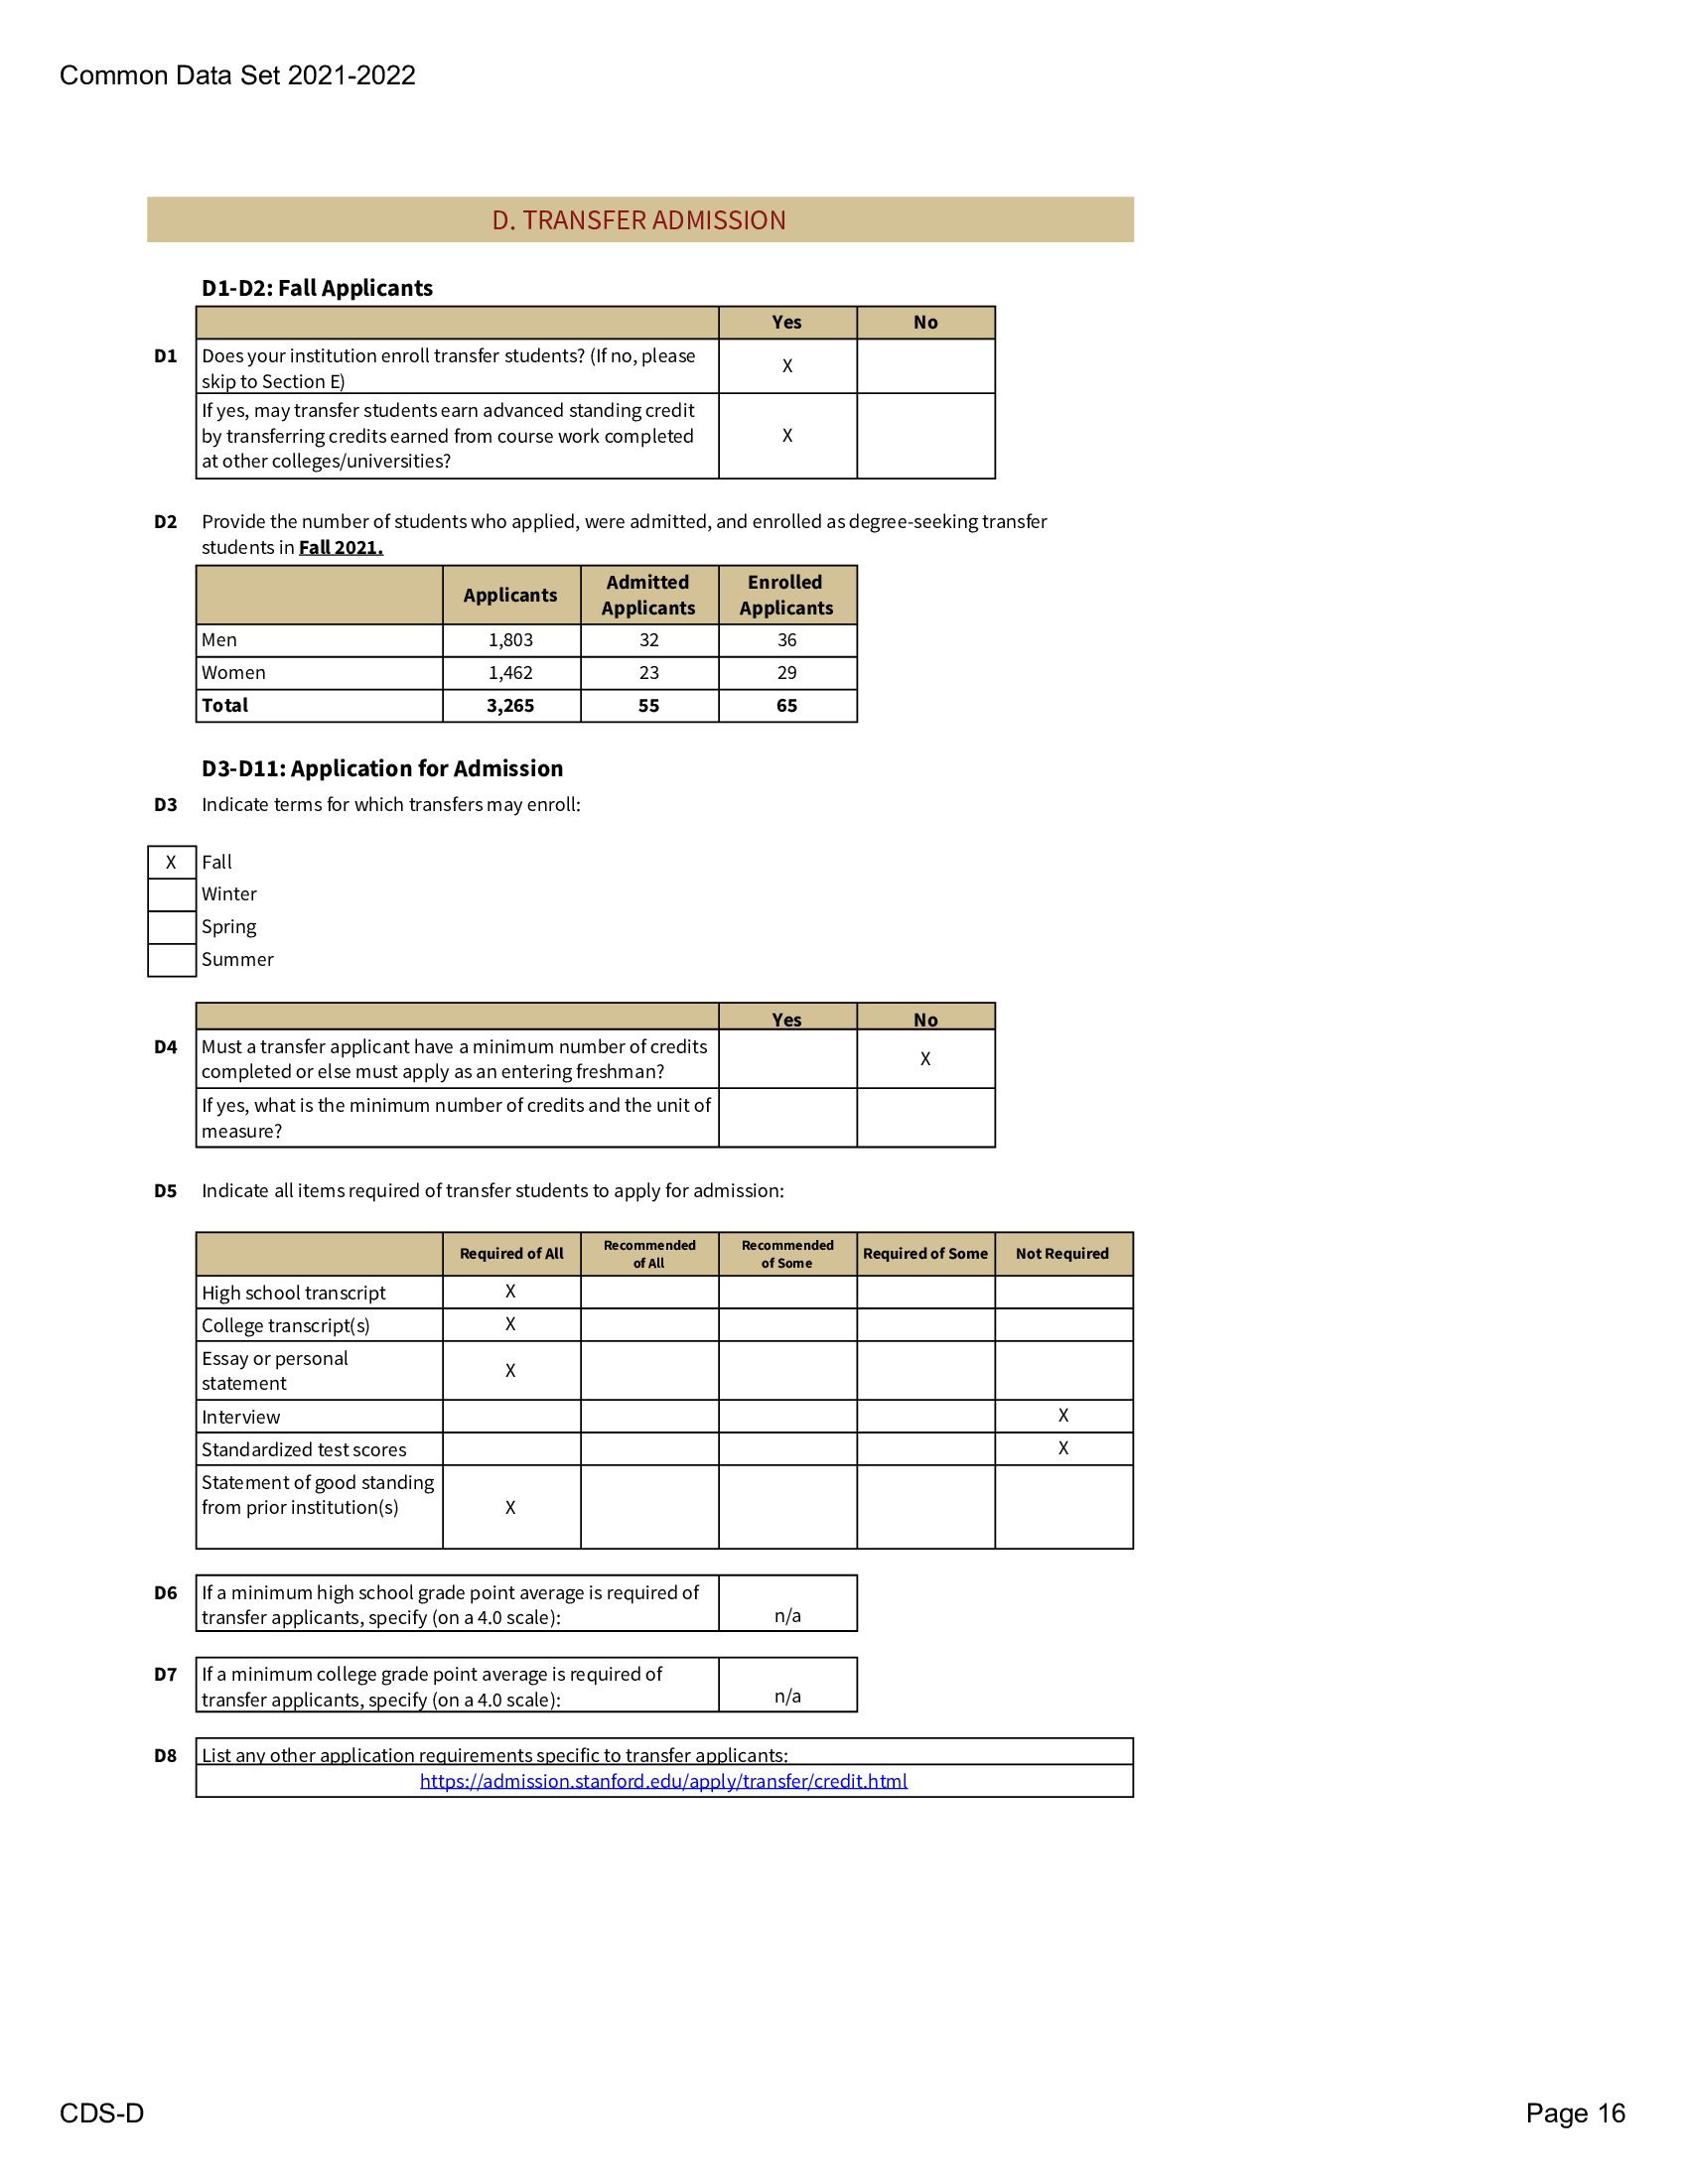 Common Data Set 2021-2022
D. TRANSFER ADMISSION
D1-D2: Fall Applicants
Yes No
D1 Does your institution enroll transfer students? (If no, please
skip to Section E)
X
If yes, may transfer students earn advanced standing credit
by transferring credits earned from course work completed
at other colleges/universities?
X
D2 Provide the number of students who applied, were admitted, and enrolled as degree-seeking transfer
students in Fall 2021.
Applicants Admitted Applicants Enrolled Applicants
Men 1,803 32 36
Women 1,462 23 29
Total 3,265 55 65
D3-D11: Application for Admission
D3 Indicate terms for which transfers may enroll:
X Fall
Winter
Spring
Summer
Yes No
D4 Must a transfer applicant have a minimum number of credits
completed or else must apply as an entering freshman?
X
If yes, what is the minimum number of credits and the unit of
measure?
D5 Indicate all items required of transfer students to apply for admission:
Required of All Recommended of All Recommended of Some Required of Some Not Required
High school transcript X
College transcript(s) X
Essay or personal
statement
X
Interview X
Standardized test scores X
Statement of good standing
from prior institution(s) X
D6 If a minimum high school grade point average is required of
transfer applicants, specify (on a 4.0 scale): n/a
D7 If a minimum college grade point average is required of
transfer applicants, specify (on a 4.0 scale): n/a
D8 List any other application requirements specific to transfer applicants:
https://admission.stanford.edu/apply/transfer/credit.html
CDS-D Page 16